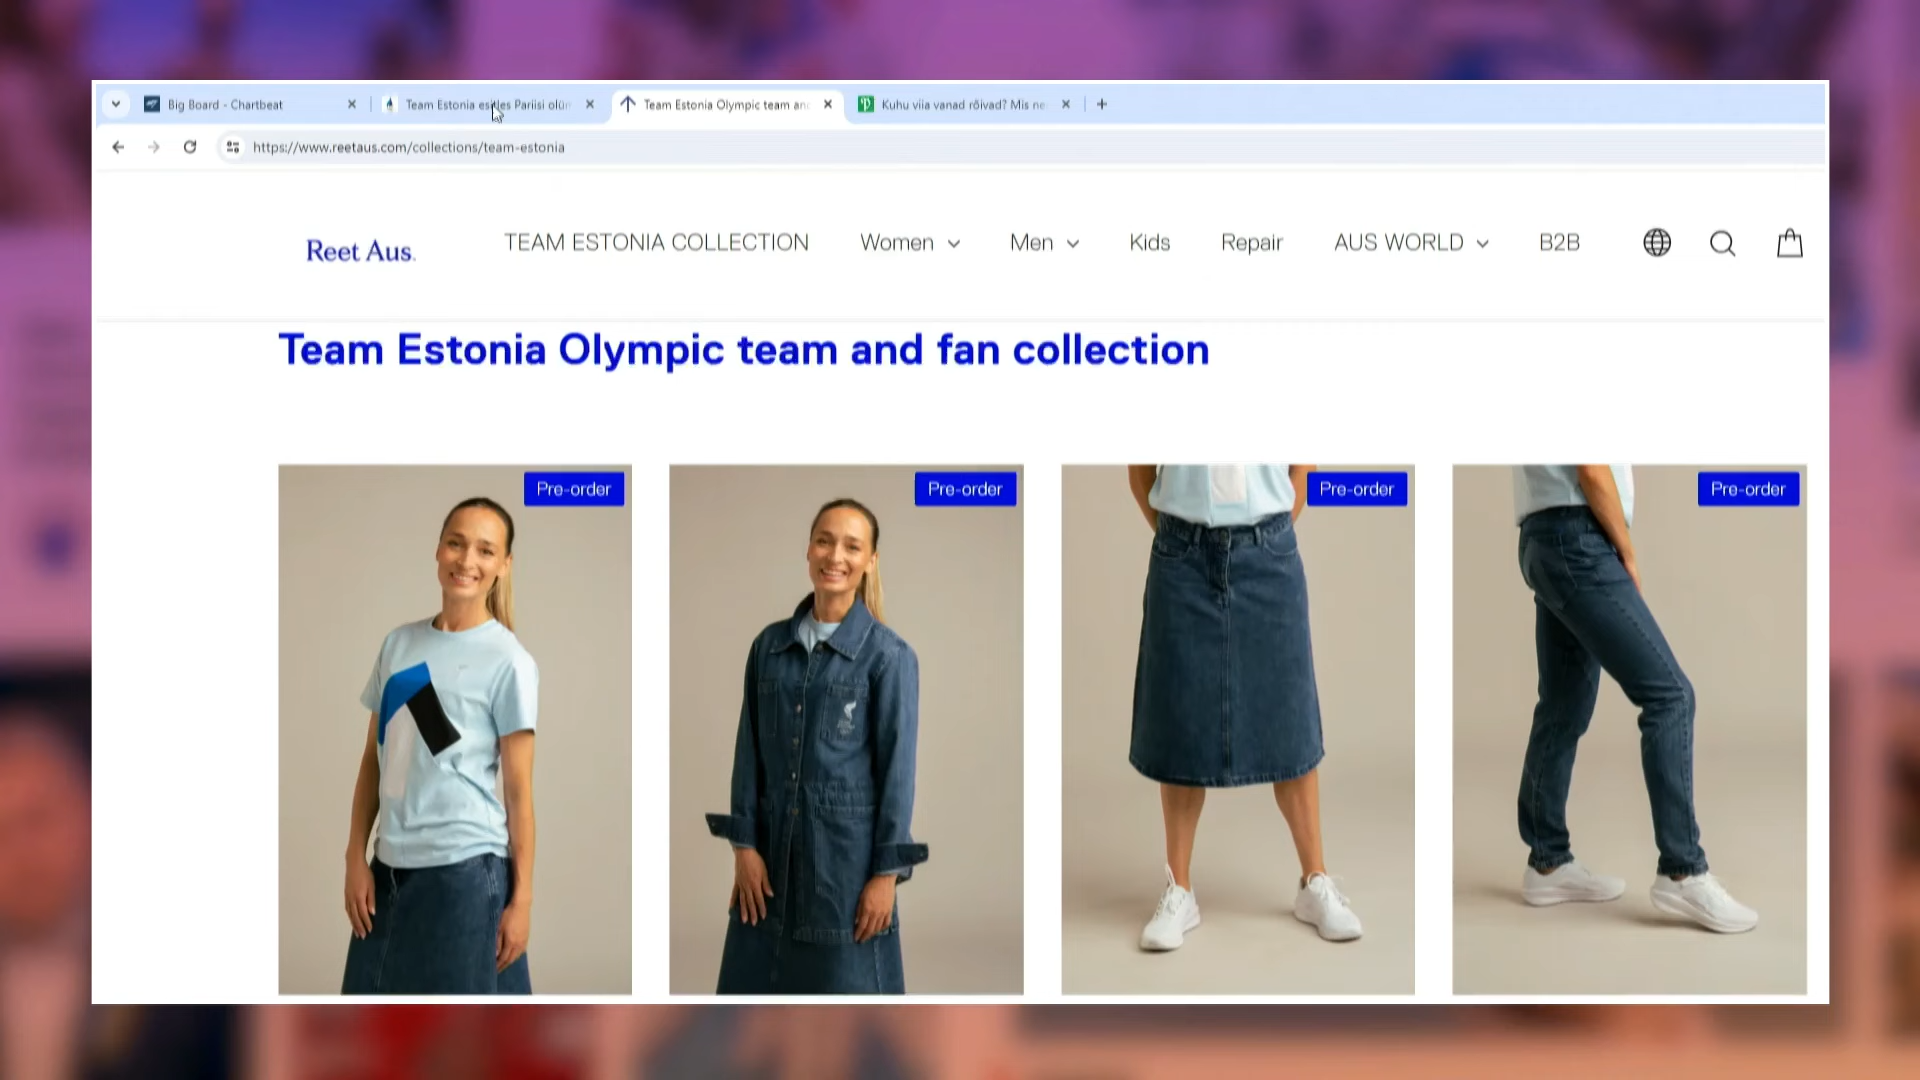 Big Board - Chartbeat
Team Estonia esitles Pariisi olüm
Team Estonia Olympic team and
Kuhu viia vanad rõivad? Mis ne
https://www.reetaus.com/collections/team-estonia
Reet Aus.
TEAM ESTONIA COLLECTION
Women
Men
Kids
Repair
AUS WORLD
B2B
Team Estonia Olympic team and fan collection
Pre-order
Pre-order
Pre-order
Pre-order